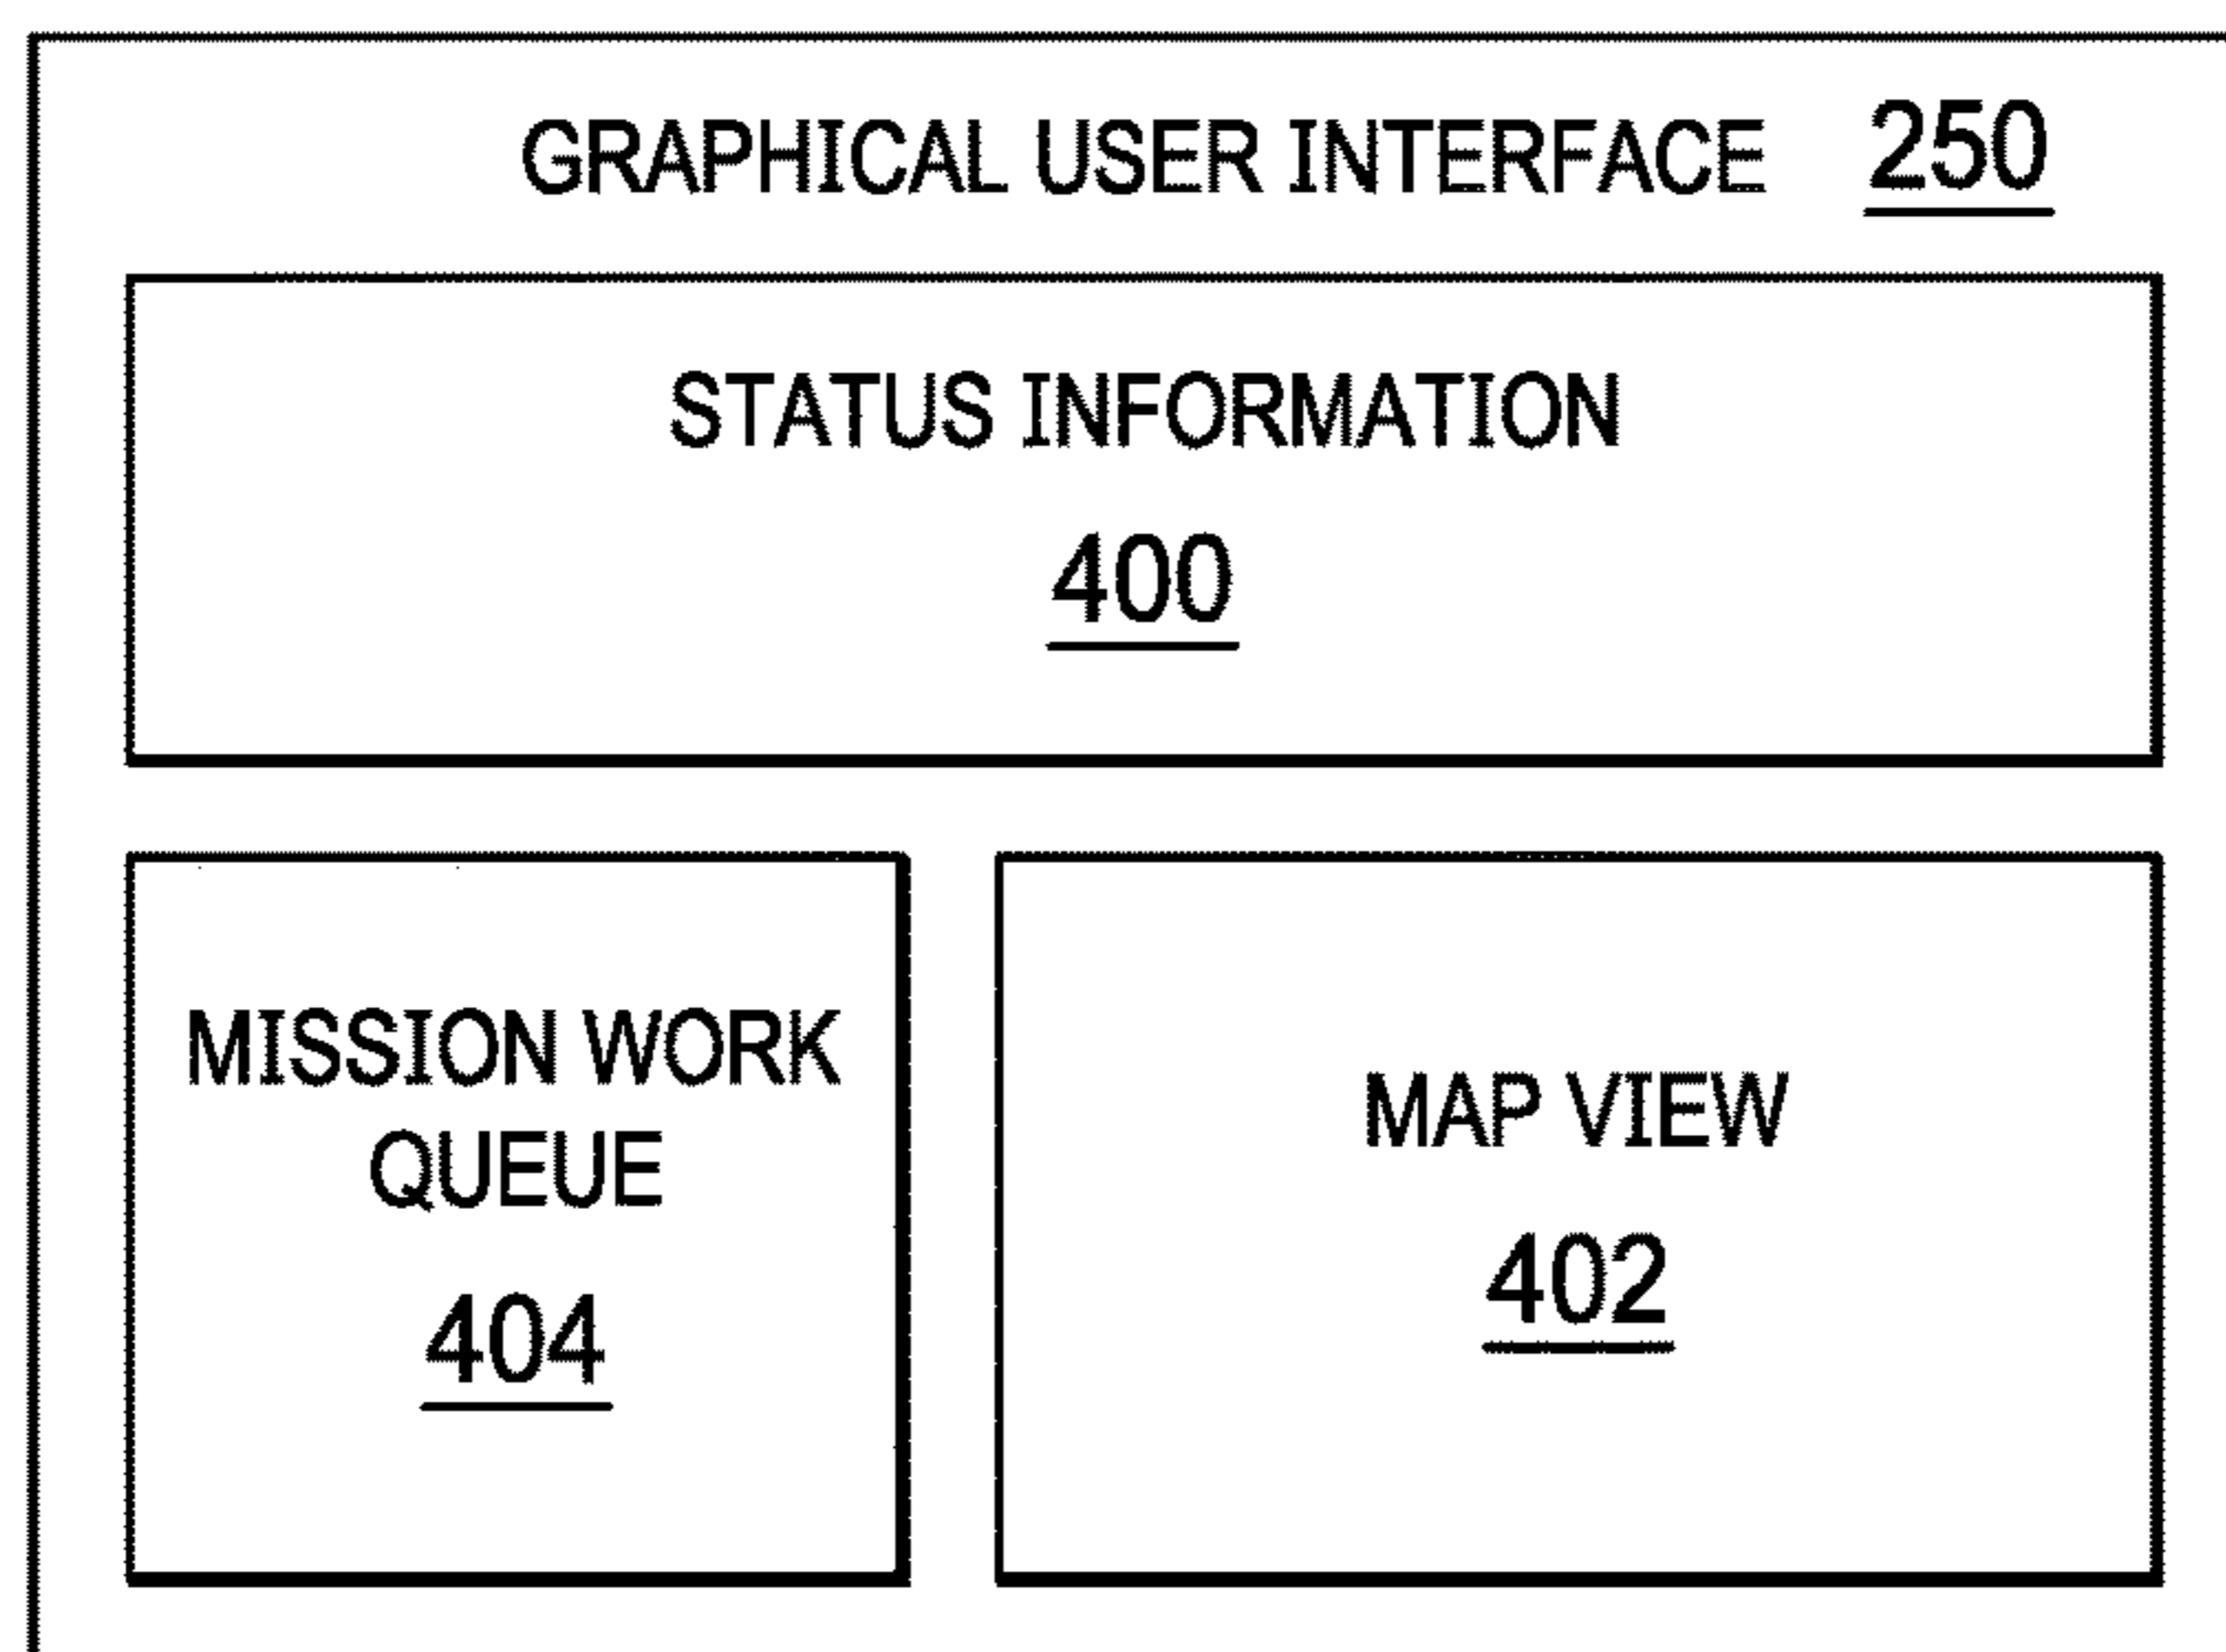 GRAPHICAL USER INTERFACE 250
STATUS INFORMATION
400
MISSION WORK
QUEUE
404
MAP VIEW
402